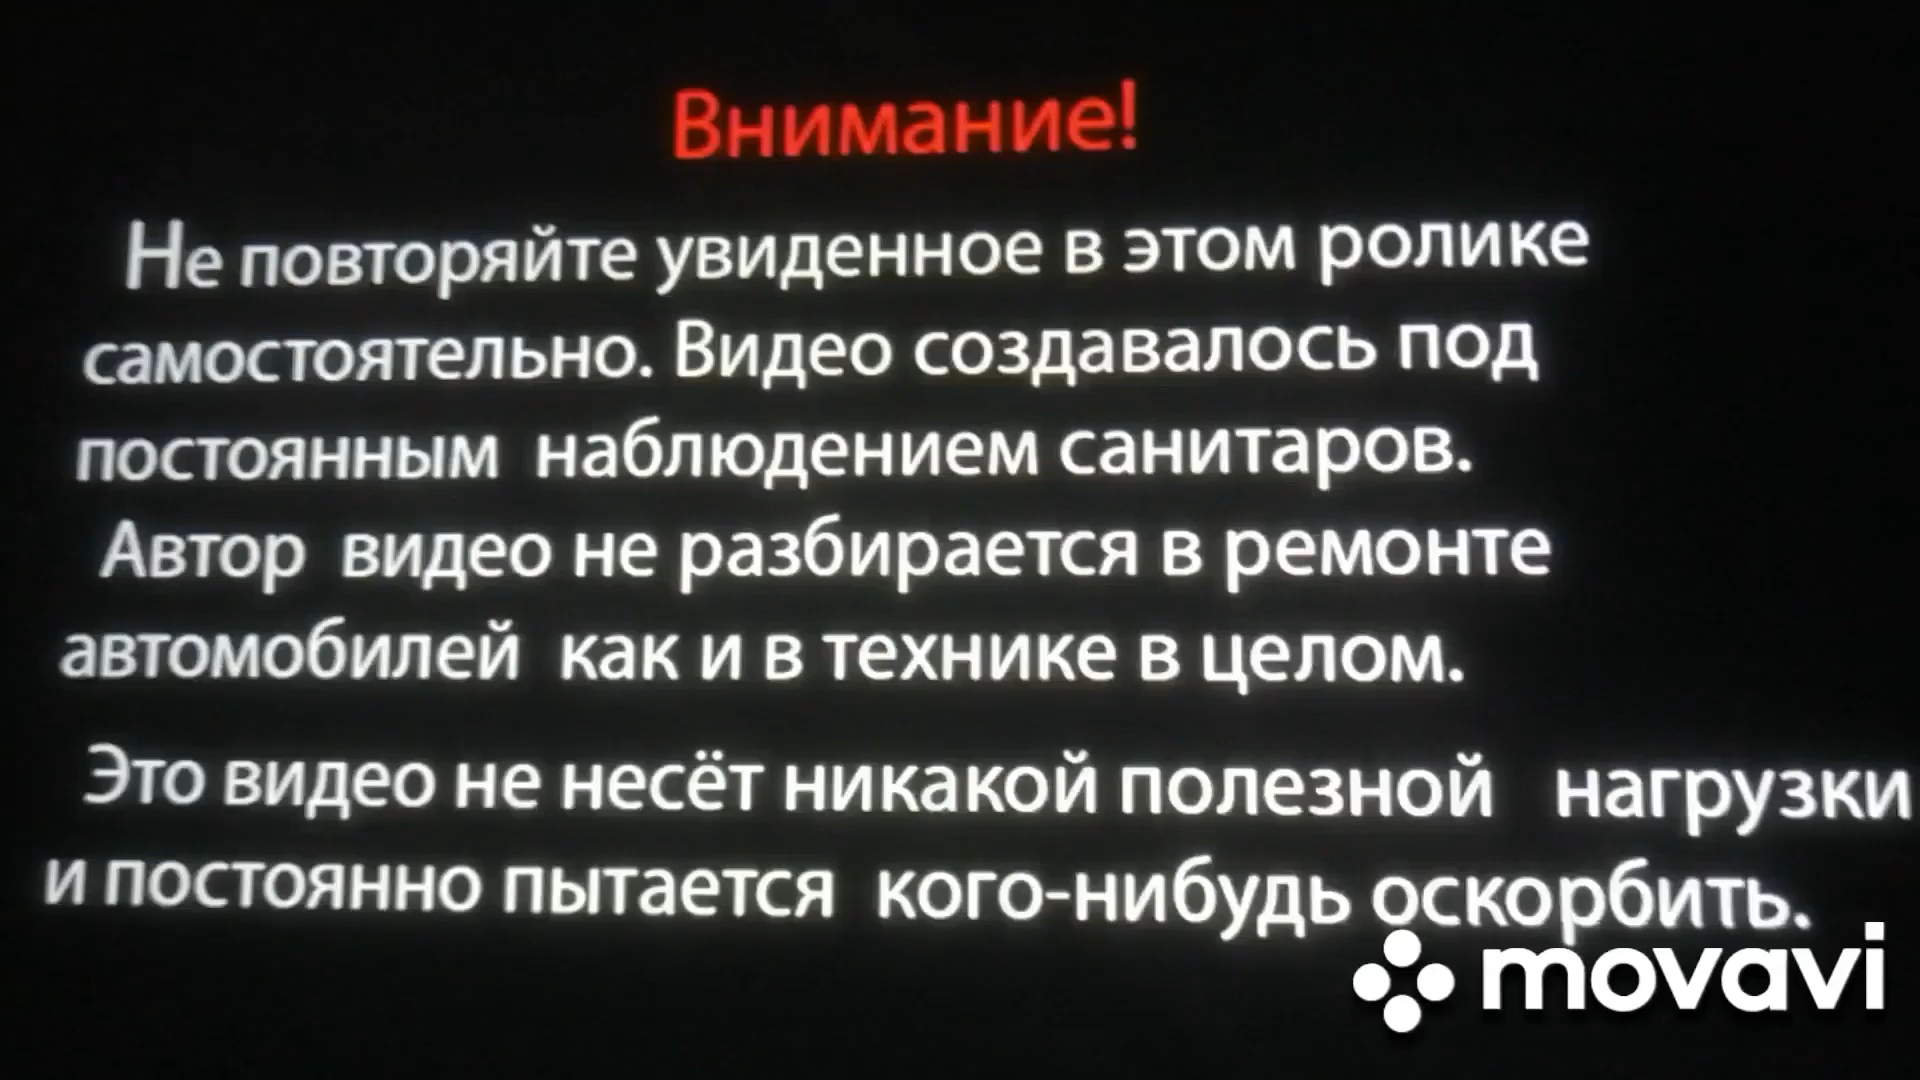 Внимание!
Не повторяйте увиденное в этом ролике
самостоятельно. Видео создавалось под
постоянным наблюдением санитаров.
Автор видео не разбирается в ремонте
автомобилей как и в технике в целом.
Это видео не несёт никакой полезной нагрузки
и постоянно пытается кого-нибудь оскорбить.
movavi